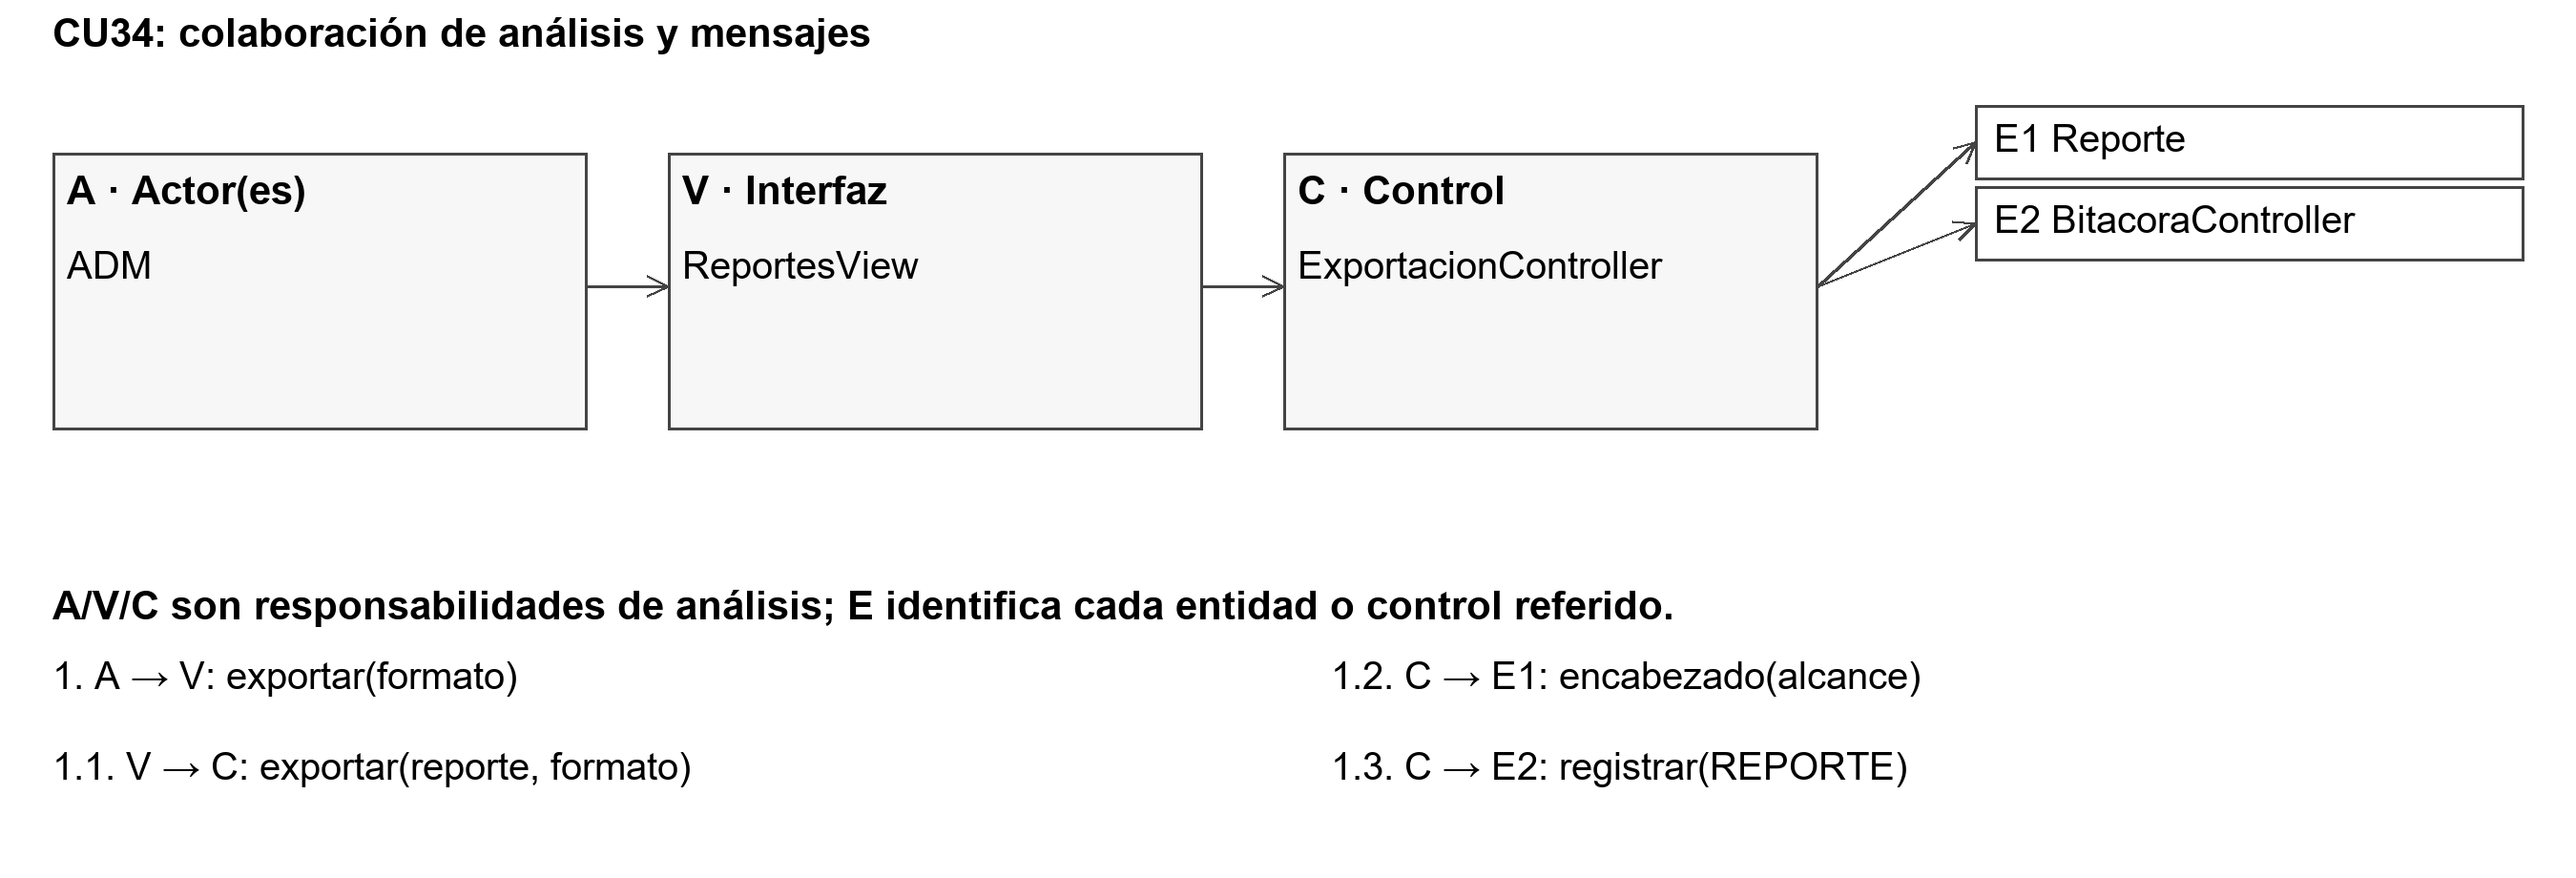 CU34: colaboración de análisis y mensajes
A · Actor(es)
ADM
V · Interfaz
ReportesView
C · Control
ExportacionController
E1 Reporte
E2 BitacoraController
A/V/C son responsabilidades de análisis; E identifica cada entidad o control referido.
1. A → V: exportar(formato)
1.1. V → C: exportar(reporte, formato)
1.2. C → E1: encabezado(alcance)
1.3. C → E2: registrar(REPORTE)